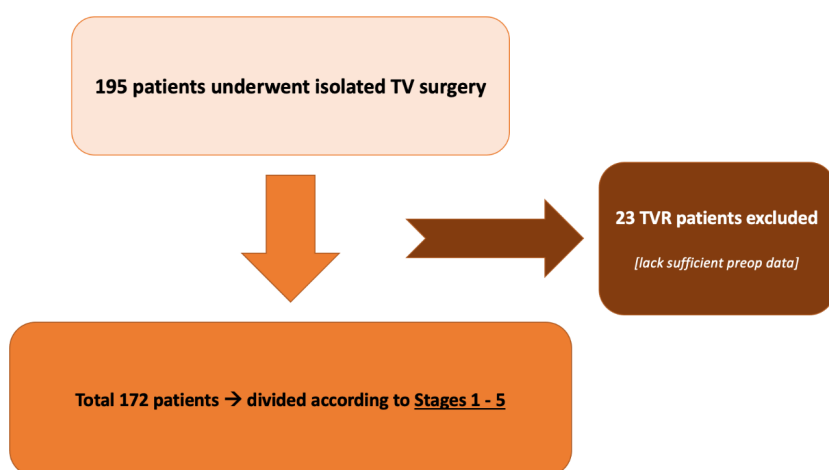 195 patients underwent isolated TV surgery
23 TVR patients excluded
[lack sufficient preop data]
Total 172 patients → divided according to Stages 1 - 5